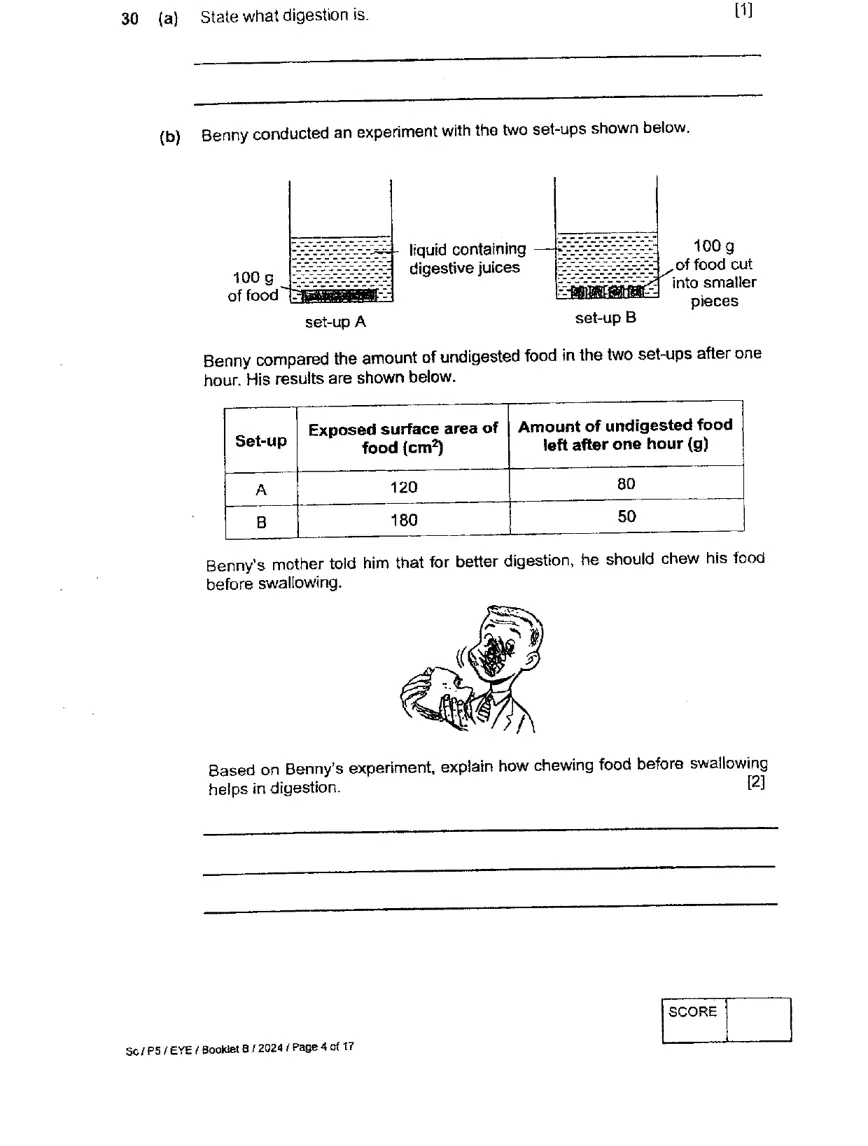 30 (a) State what digestion is. [1]
(b) Benny conducted an experiment with the two set-ups shown below.
100 g
of food
liquid containing
digestive juices
100 g
of food cut
into smaller
pieces
set-up A
set-up B
Benny compared the amount of undigested food in the two set-ups after one
hour. His results are shown below.
Set-up | Exposed surface area of food (cm²) | Amount of undigested food left after one hour (g)
A | 120 | 80
B | 180 | 50
Benny's mother told him that for better digestion, he should chew his food
before swallowing.
Based on Benny's experiment, explain how chewing food before swallowing
helps in digestion. [2]
SCORE
Sc / P5 / EYE / Booklet B / 2024 / Page 4 of 17